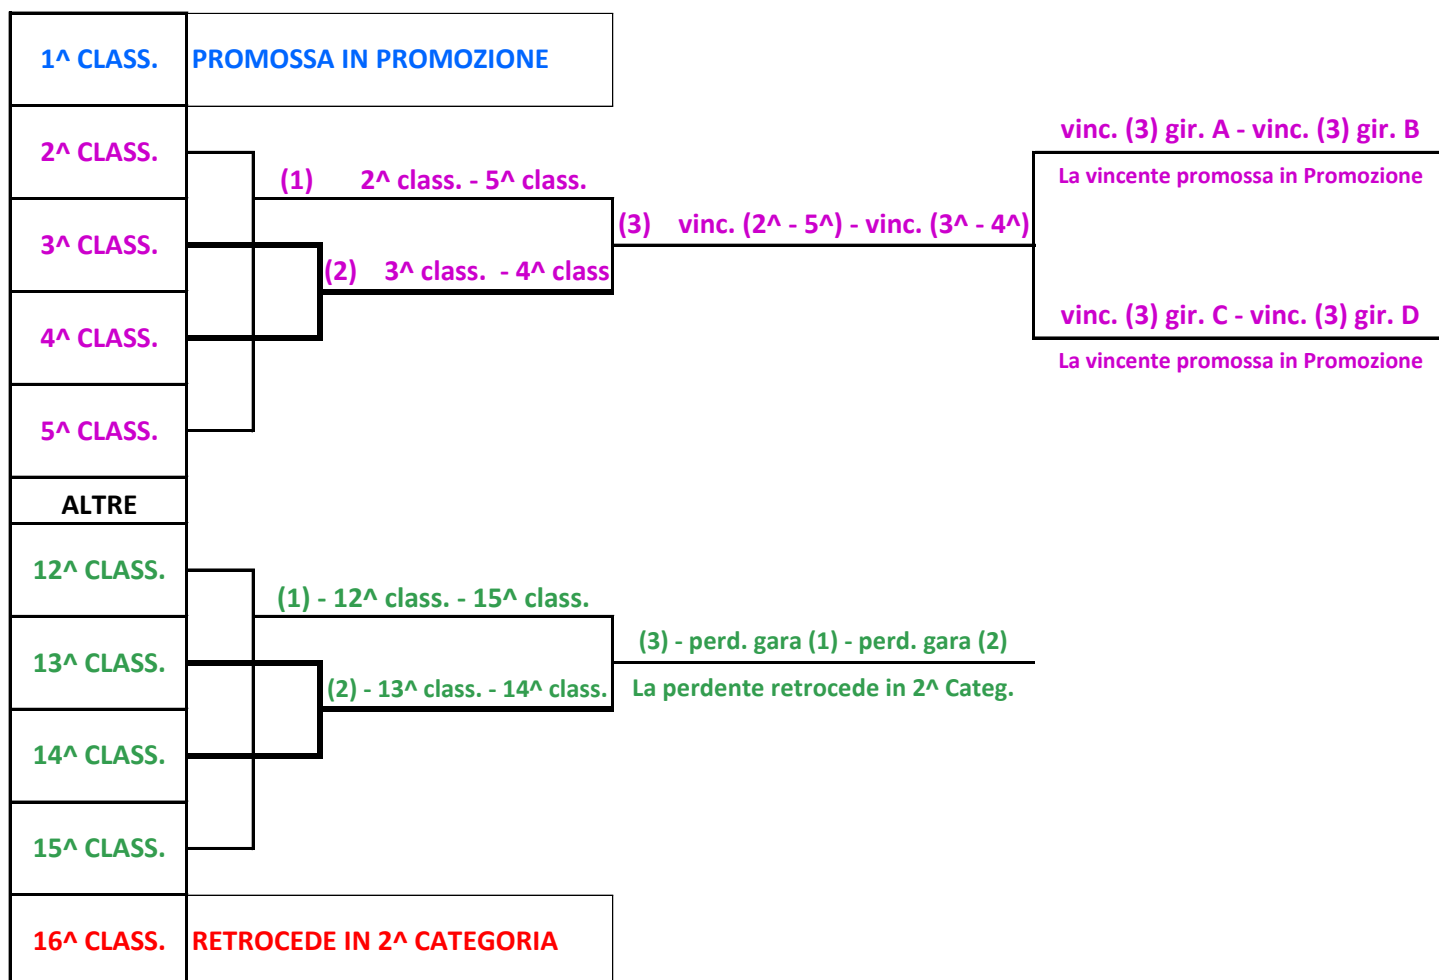 1^ CLASS. PROMOSSA IN PROMOZIONE
2^ CLASS.
(1) 2^ class. - 5^ class.
3^ CLASS.
(2) 3^ class. - 4^ class
4^ CLASS.
5^ CLASS.
(3) vinc. (2^ - 5^) - vinc. (3^ - 4^)
vinc. (3) gir. A - vinc. (3) gir. B
La vincente promossa in Promozione
vinc. (3) gir. C - vinc. (3) gir. D
La vincente promossa in Promozione
ALTRE
12^ CLASS.
(1) - 12^ class. - 15^ class.
13^ CLASS.
(2) - 13^ class. - 14^ class.
14^ CLASS.
15^ CLASS.
(3) - perd. gara (1) - perd. gara (2)
La perdente retrocede in 2^ Categ.
16^ CLASS. RETROCEDE IN 2^ CATEGORIA